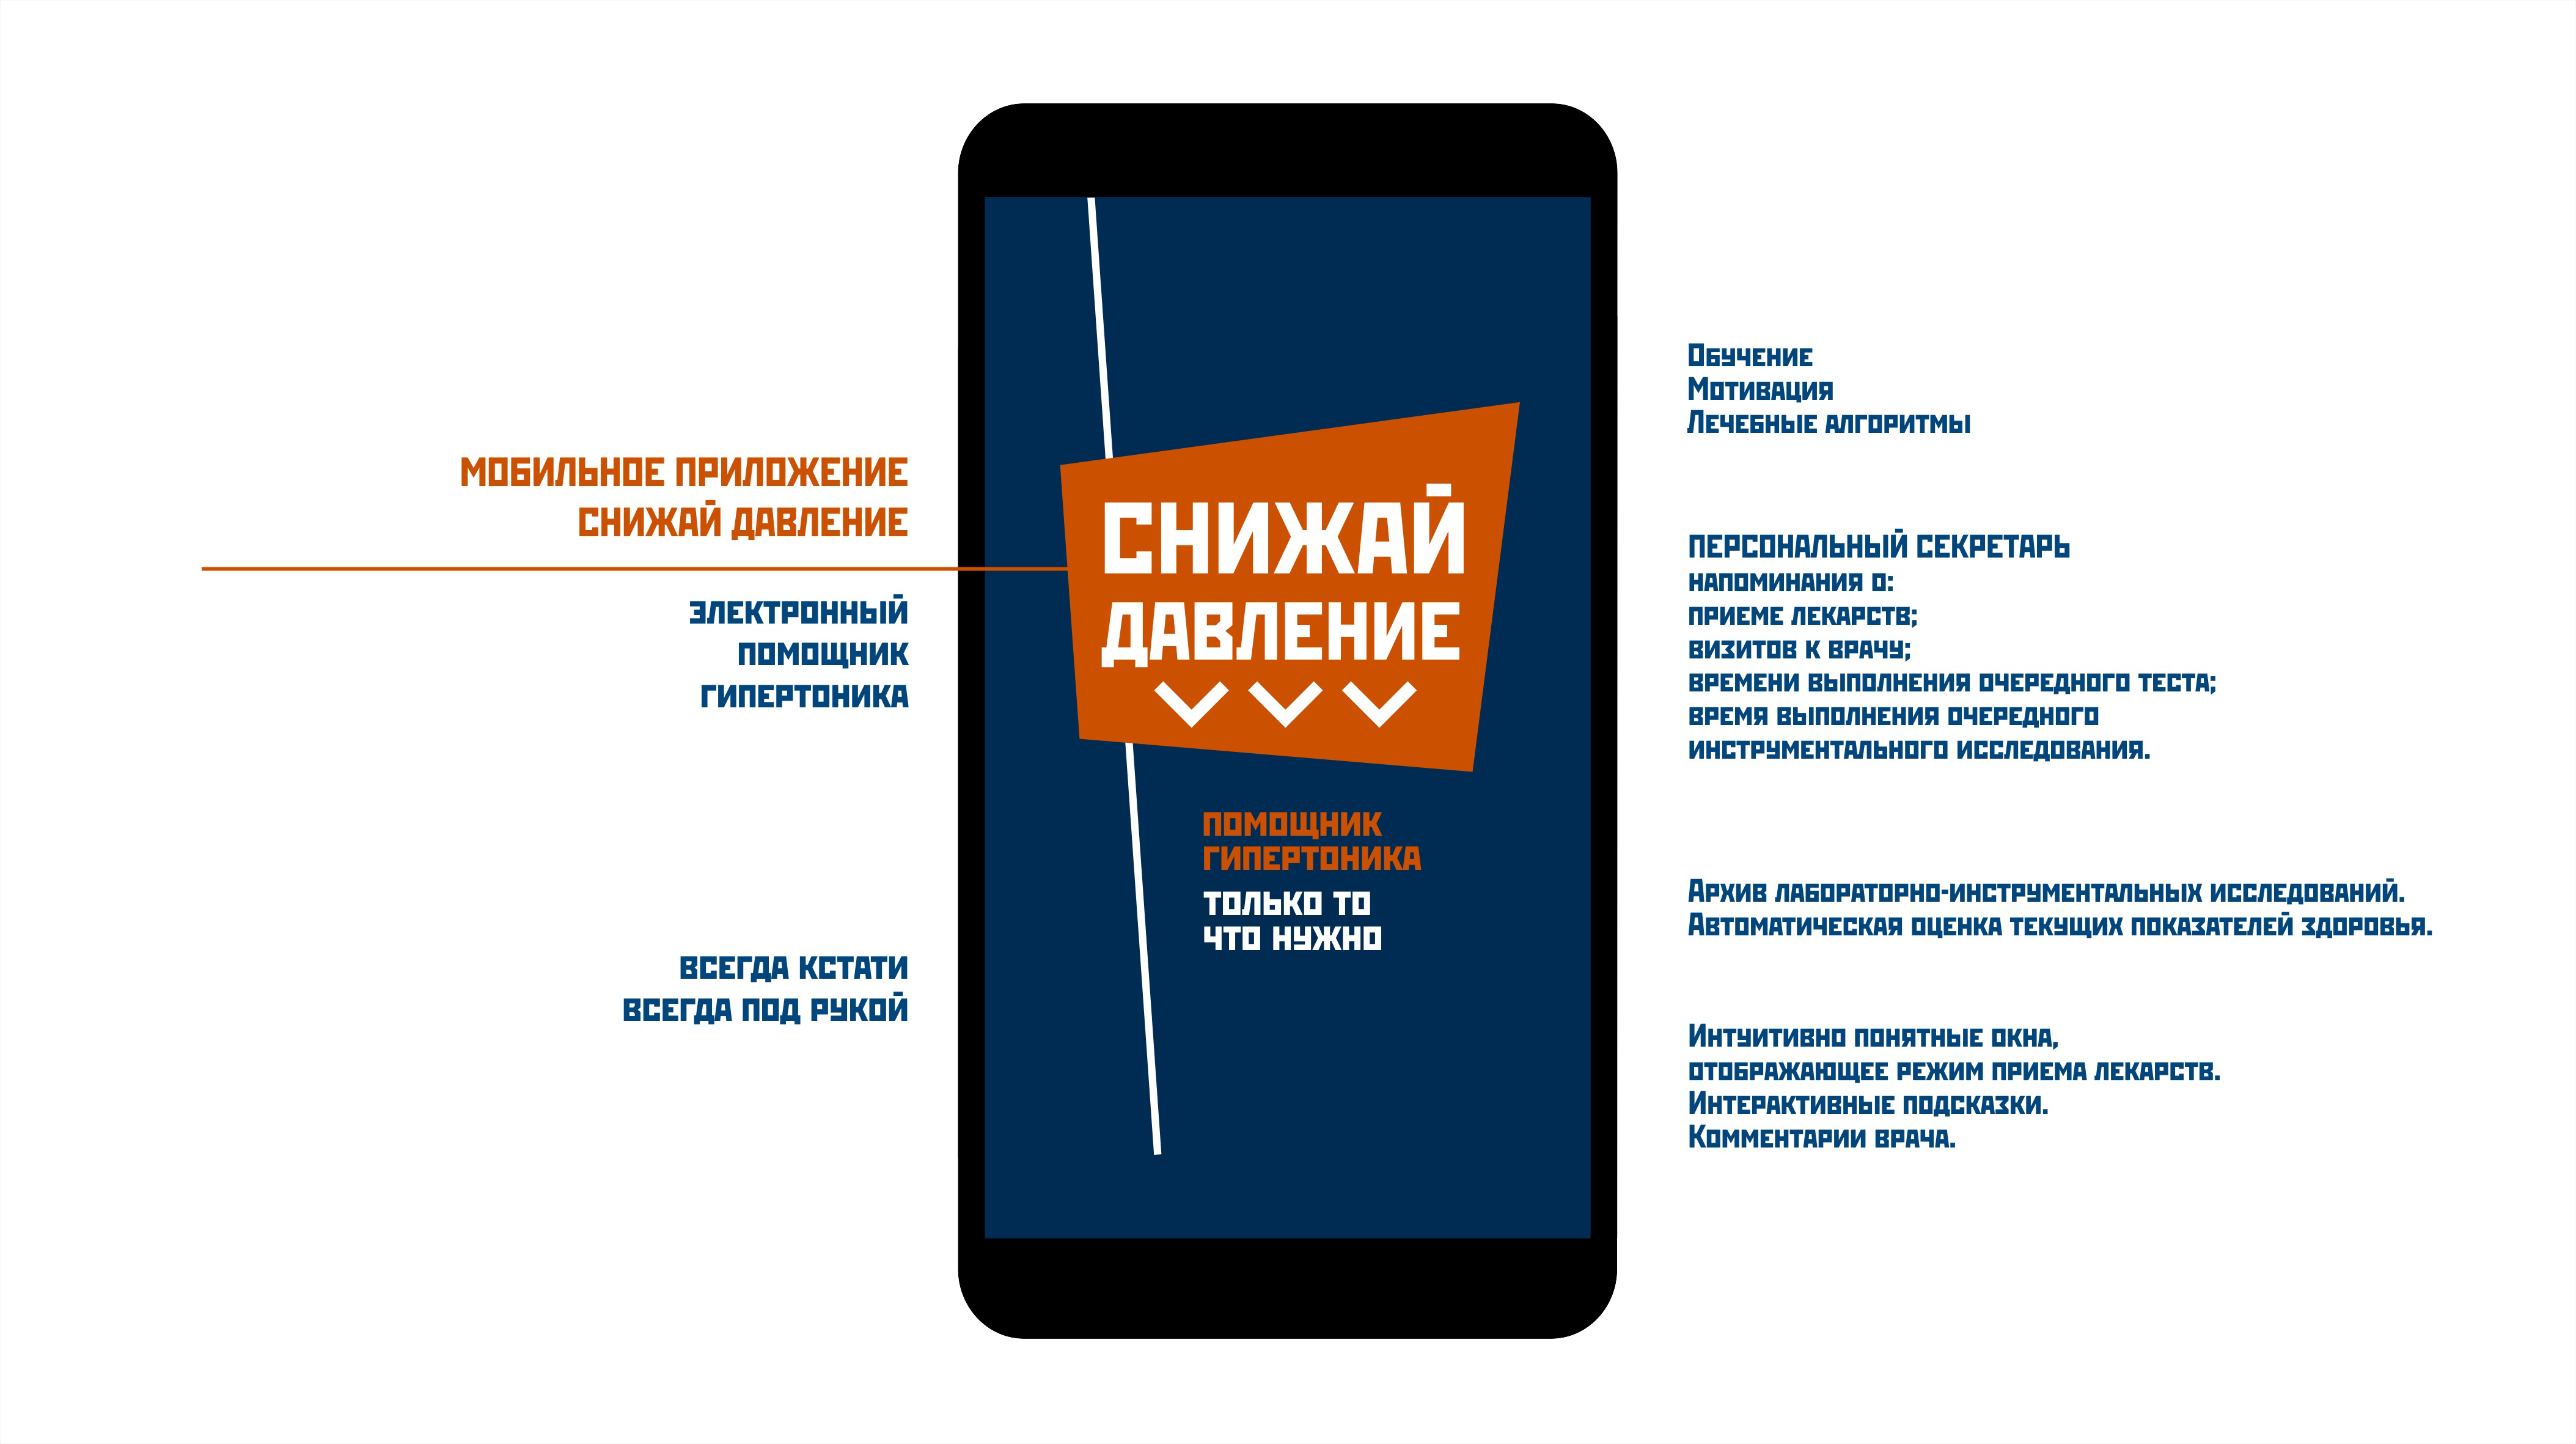 МОБИЛЬНОЕ ПРИЛОЖЕНИЕ
СНИЖАЙ ДАВЛЕНИЕ
ЭЛЕКТРОННЫЙ
ПОМОЩНИК
ГИПЕРТОНИКА
ВСЕГДА КСТАТИ
ВСЕГДА ПОД РУКОЙ
СНИЖАЙ
ДАВЛЕНИЕ
ПОМОЩНИК
ГИПЕРТОНИКА
ТОЛЬКО ТО
ЧТО НУЖНО
Обучение
Мотивация
Лечебные алгоритмы
ПЕРСОНАЛЬНЫЙ СЕКРЕТАРЬ
напоминания о:
приеме лекарств;
визитов к врачу;
времени выполнения очередного теста;
время выполнения очередного
инструментального исследования.
Архив лабораторно-инструментальных исследований.
Автоматическая оценка текущих показателей здоровья.
Интуитивно понятные окна,
отображающее режим приема лекарств.
Интерактивные подсказки.
Комментарии врача.